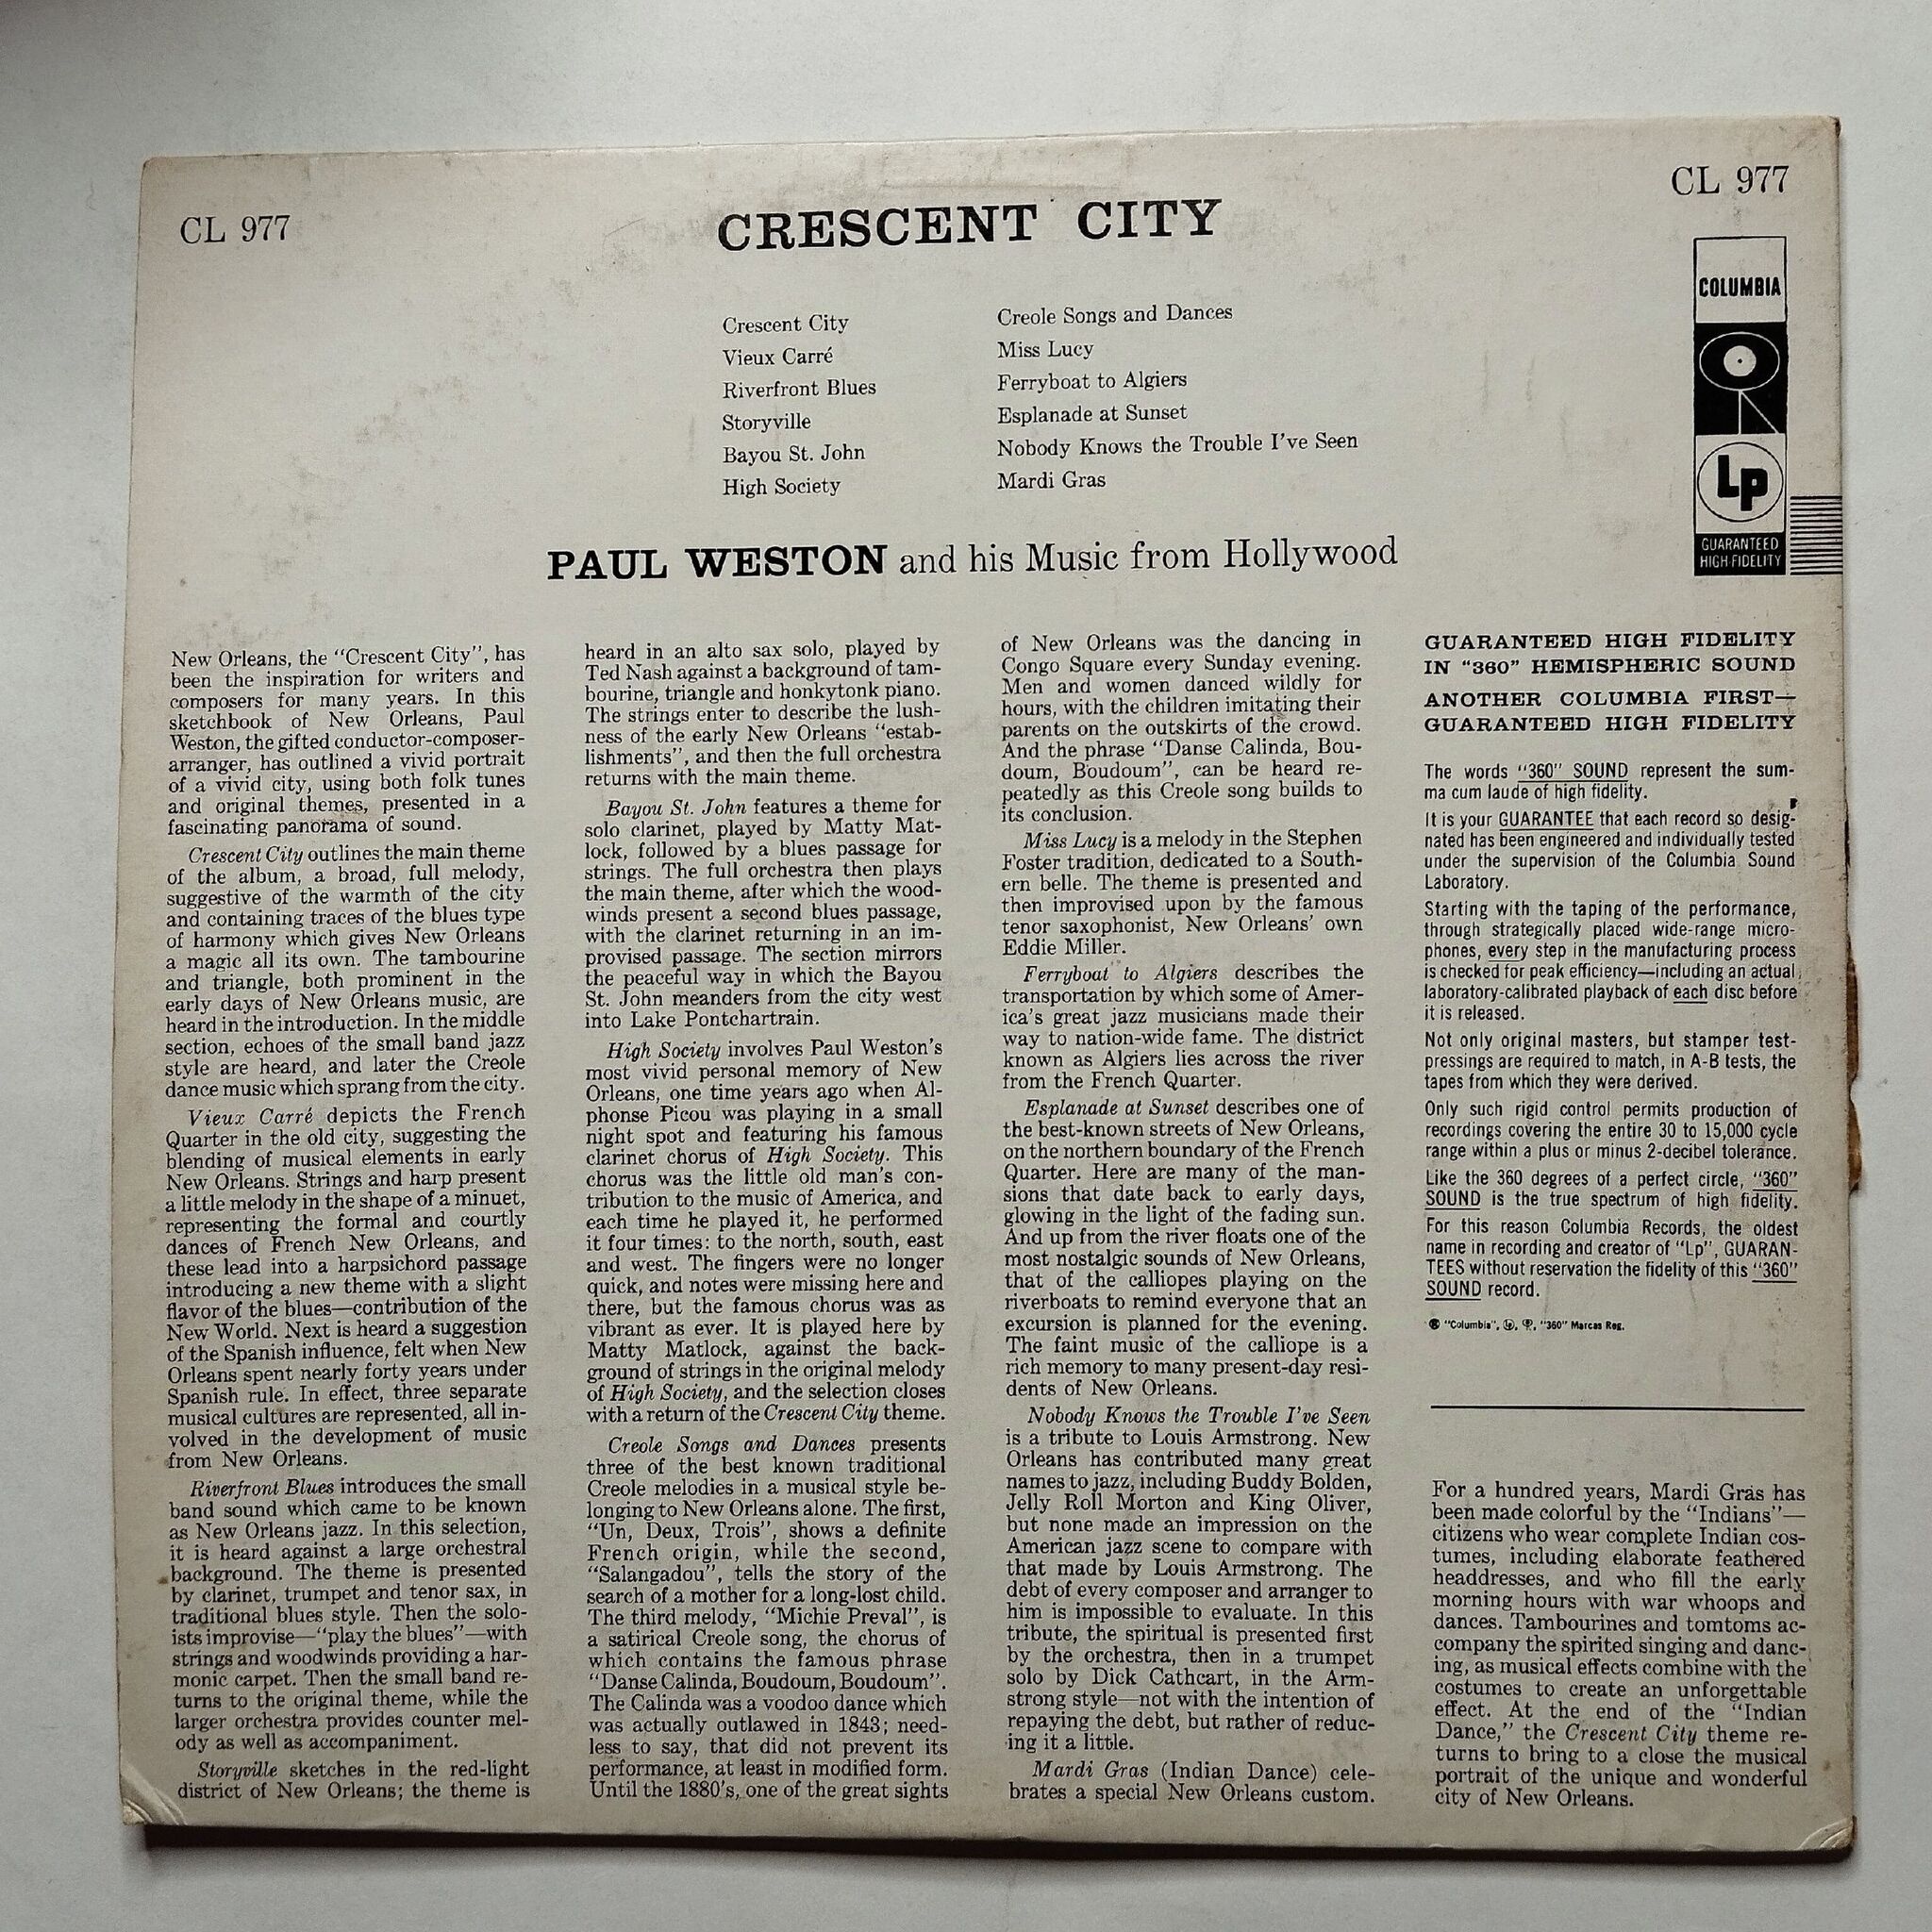 CL 977
CL 977
CRESCENT CITY
Crescent City
Vieux Carré
Riverfront Blues
Storyville
Bayou St. John
High Society
Creole Songs and Dances
Miss Lucy
Ferryboat to Algiers
Esplanade at Sunset
Nobody Knows the Trouble I've Seen
Mardi Gras
COLUMBIA
Lp
GUARANTEED
HIGH-FIDELITY
PAUL WESTON and his Music from Hollywood
New Orleans, the "Crescent City", has
been the inspiration for writers and
composers for many years. In this
sketchbook of New Orleans, Paul
Weston, the gifted conductor-composer-
arranger, has outlined a vivid portrait
of a vivid city, using both folk tunes
and original themes, presented in a
fascinating panorama of sound.
Crescent City outlines the main theme
of the album, a broad, full melody,
suggestive of the warmth of the city
and containing traces of the blues type
of harmony which gives New Orleans
a magic all its own. The tambourine
and triangle, both prominent in the
early days of New Orleans music, are
heard in the introduction. In the middle
section, echoes of the small band jazz
style are heard, and later the Creole
dance music which sprang from the city.
Vieux Carré depicts the French
Quarter in the old city, suggesting the
blending of musical elements in early
New Orleans. Strings and harp present
a little melody in the shape of a minuet,
representing the formal and courtly
dances of French New Orleans, and
these lead into a harpsichord passage
introducing a new theme with a slight
flavor of the blues—contribution of the
New World. Next is heard a suggestion
of the Spanish influence, felt when New
Orleans spent nearly forty years under
Spanish rule. In effect, three separate
musical cultures are represented, all in-
volved in the development of music
from New Orleans.
Riverfront Blues introduces the small
band sound which came to be known
as New Orleans jazz. In this selection,
it is heard against a large orchestral
background. The theme is presented
by clarinet, trumpet and tenor sax, in
traditional blues style. Then the solo-
ists improvise—"play the blues"—with
strings and woodwinds providing a har-
monic carpet. Then the small band re-
turns to the original theme, while the
larger orchestra provides counter mel-
ody as well as accompaniment.
Storyville sketches in the red-light
district of New Orleans; the theme is
heard in an alto sax solo, played by
Ted Nash against a background of tam-
bourine, triangle and honkytonk piano.
The strings enter to describe the lush-
ness of the early New Orleans "estab-
lishments", and then the full orchestra
returns with the main theme.
Bayou St. John features a theme for
solo clarinet, played by Matty Mat-
lock, followed by a blues passage for
strings. The full orchestra then plays
the main theme, after which the wood-
winds present a second blues passage,
with the clarinet returning in an im-
provised passage. The section mirrors
the peaceful way in which the Bayou
St. John meanders from the city west
into Lake Pontchartrain.
High Society involves Paul Weston's
most vivid personal memory of New
Orleans, one time years ago when Al-
phonse Picou was playing in a small
night spot and featuring his famous
clarinet chorus of High Society. This
chorus was the little old man's con-
tribution to the music of America, and
each time he played it, he performed
it four times: to the north, south, east
and west. The fingers were no longer
quick, and notes were missing here and
there, but the famous chorus was as
vibrant as ever. It is played here by
Matty Matlock, against the back-
ground of strings in the original melody
of High Society, and the selection closes
with a return of the Crescent City theme.
Creole Songs and Dances presents
three of the best known traditional
Creole melodies in a musical style be-
longing to New Orleans alone. The first,
"Un, Deux, Trois", shows a definite
French origin, while the second,
"Salangadou", tells the story of the
search of a mother for a long-lost child.
The third melody, "Michie Preval", is
a satirical Creole song, the chorus of
which contains the famous phrase
"Danse Calinda, Boudoum, Boudoum".
The Calinda was a voodoo dance which
was actually outlawed in 1843; need-
less to say, that did not prevent its
performance, at least in modified form.
Until the 1880's, one of the great sights
of New Orleans was the dancing in
Congo Square every Sunday evening.
Men and women danced wildly for
hours, with the children imitating their
parents on the outskirts of the crowd.
And the phrase "Danse Calinda, Bou-
doum, Boudoum", can be heard re-
peatedly as this Creole song builds to
its conclusion.
Miss Lucy is a melody in the Stephen
Foster tradition, dedicated to a South-
ern belle. The theme is presented and
then improvised upon by the famous
tenor saxophonist, New Orleans' own
Eddie Miller.
Ferryboat to Algiers describes the
transportation by which some of Amer-
ica's great jazz musicians made their
way to nation-wide fame. The district
known as Algiers lies across the river
from the French Quarter.
Esplanade at Sunset describes one of
the best-known streets of New Orleans,
on the northern boundary of the French
Quarter. Here are many of the man-
sions that date back to early days,
glowing in the light of the fading sun.
And up from the river floats one of the
most nostalgic sounds of New Orleans,
that of the calliopes playing on the
riverboats to remind everyone that an
excursion is planned for the evening.
The faint music of the calliope is a
rich memory to many present-day resi-
dents of New Orleans.
Nobody Knows the Trouble I've Seen
is a tribute to Louis Armstrong. New
Orleans has contributed many great
names to jazz, including Buddy Bolden,
Jelly Roll Morton and King Oliver,
but none made an impression on the
American jazz scene to compare with
that made by Louis Armstrong. The
debt of every composer and arranger to
him is impossible to evaluate. In this
tribute, the spiritual is presented first
by the orchestra, then in a trumpet
solo by Dick Cathcart, in the Arm-
strong style—not with the intention of
repaying the debt, but rather of reduc-
ing it a little.
Mardi Gras (Indian Dance) cele-
brates a special New Orleans custom.
GUARANTEED HIGH FIDELITY
IN "360" HEMISPHERIC SOUND
ANOTHER COLUMBIA FIRST—
GUARANTEED HIGH FIDELITY
The words "360" SOUND represent the sum-
ma cum laude of high fidelity.
It is your GUARANTEE that each record so desig-
nated has been engineered and individually tested
under the supervision of the Columbia Sound
Laboratory.
Starting with the taping of the performance,
through strategically placed wide-range micro-
phones, every step in the manufacturing process
is checked for peak efficiency—including an actual
laboratory-calibrated playback of each disc before
it is released.
Not only original masters, but stamper test-
pressings are required to match, in A-B tests, the
tapes from which they were derived.
Only such rigid control permits production of
recordings covering the entire 30 to 15,000 cycle
range within a plus or minus 2-decibel tolerance.
Like the 360 degrees of a perfect circle, "360"
SOUND is the true spectrum of high fidelity.
For this reason Columbia Records, the oldest
name in recording and creator of "Lp", GUARAN-
TEES without reservation the fidelity of this "360"
SOUND record.
® "Columbia", "360" Marcas Reg.
For a hundred years, Mardi Gras has
been made colorful by the "Indians"—
citizens who wear complete Indian cos-
tumes, including elaborate feathered
headdresses, and who fill the early
morning hours with war whoops and
dances. Tambourines and tomtoms ac-
company the spirited singing and danc-
ing, as musical effects combine with the
costumes to create an unforgettable
effect. At the end of the "Indian
Dance," the Crescent City theme re-
turns to bring to a close the musical
portrait of the unique and wonderful
city of New Orleans.